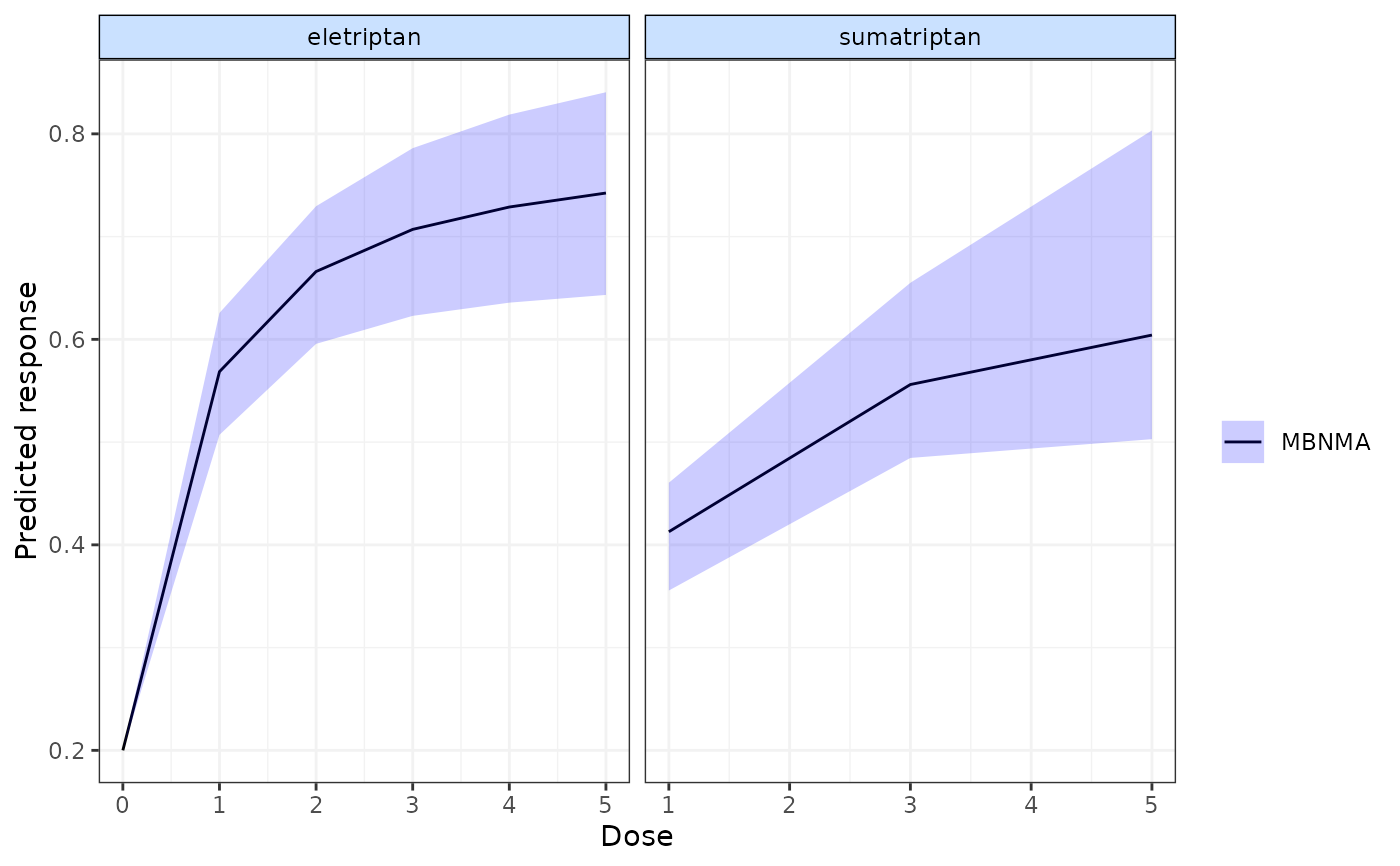 eletriptan
sumatriptan
Predicted response
0.8
0.6
0.4
0.2
0 1 2 3 4 5
1 2 3 4 5
Dose
MBNMA